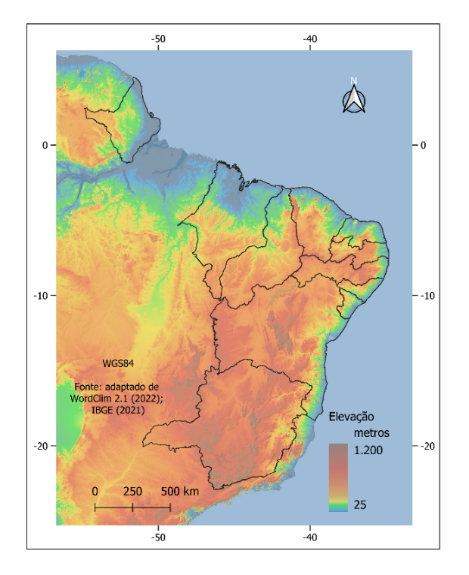 -50
-40
N
0
0
-10
-10
WGS84
Fonte: adaptado de
WordClim 2.1 (2022);
IBGE (2021)
Elevação
metros
1.200
25
-20
-20
0 250 500 km
-50
-40